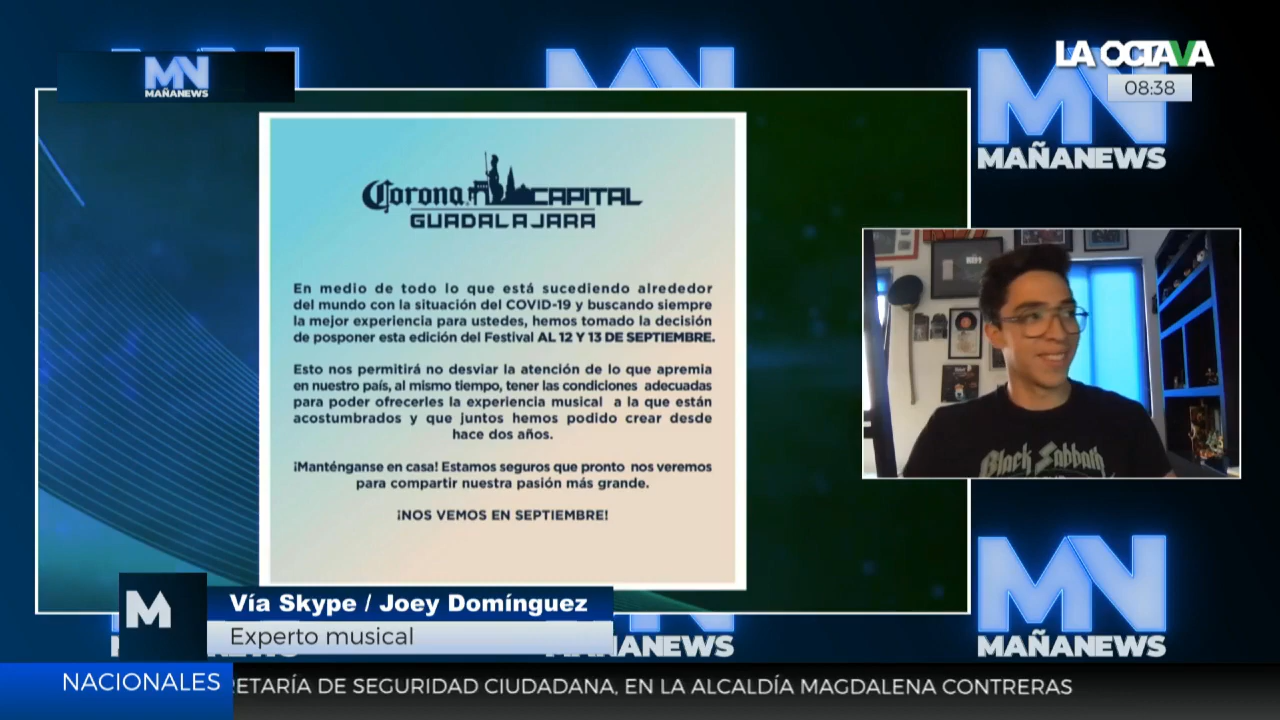 MN
MAÑANEWS
LA OCTAVA
08:38
MN
MAÑANEWS
Corona CAPITAL
GUADALAJARA
En medio de todo lo que está sucediendo alrededor
del mundo con la situación del COVID-19 y buscando siempre
la mejor experiencia para ustedes, hemos tomado la decisión
de posponer esta edición del Festival AL 12 Y 13 DE SEPTIEMBRE.
Esto nos permitirá no desviar la atención de lo que apremia
en nuestro país, al mismo tiempo, tener las condiciones adecuadas
para poder ofrecerles la experiencia musical a la que están
acostumbrados y que juntos hemos podido crear desde
hace dos años.
¡Manténganse en casa! Estamos seguros que pronto nos veremos
para compartir nuestra pasión más grande.
¡NOS VEMOS EN SEPTIEMBRE!
Black Sabbath
MN
MAÑANEWS
M
Vía Skype / Joey Domínguez
Experto musical
NACIONALES
RETARÍA DE SEGURIDAD CIUDADANA, EN LA ALCALDÍA MAGDALENA CONTRERAS